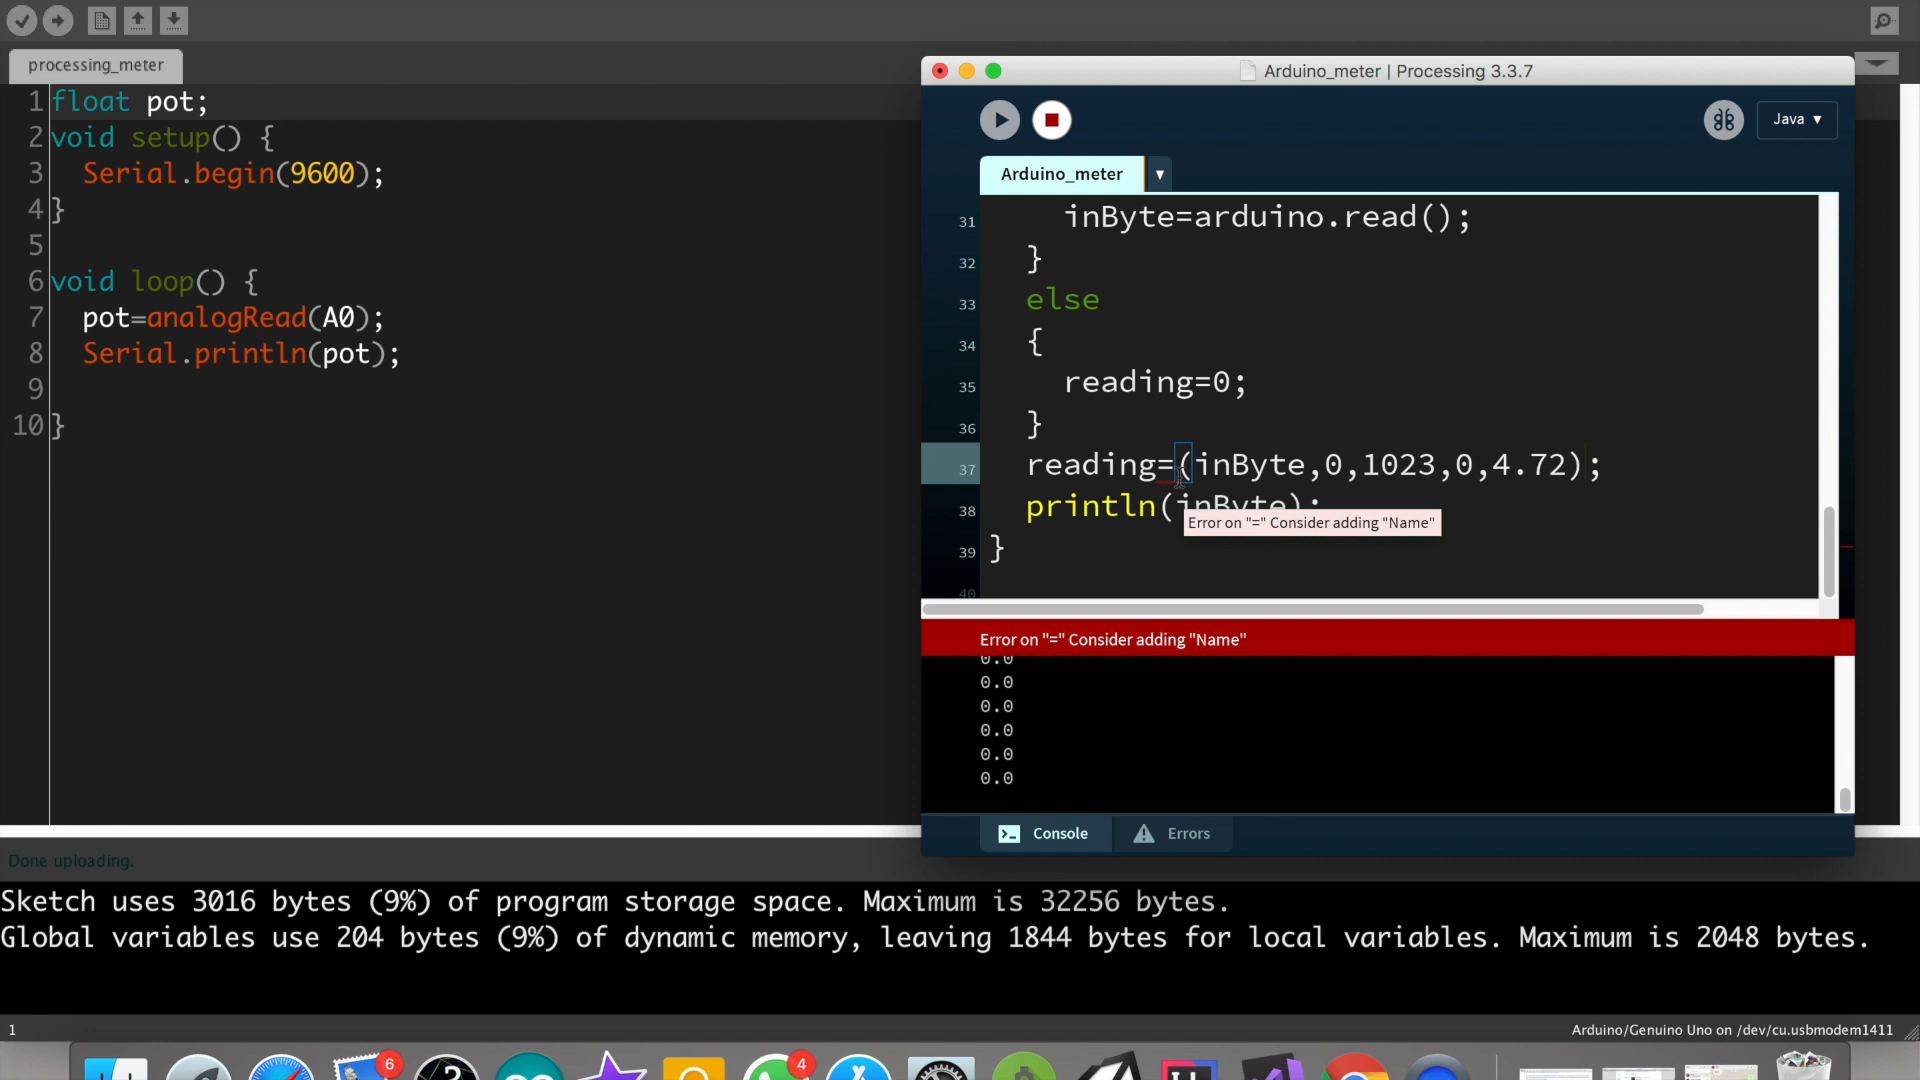 processing_meter
1 float pot;
2 void setup() {
3 Serial.begin(9600);
4 }
5
6 void loop() {
7 pot=analogRead(A0);
8 Serial.println(pot);
9
10 }
Arduino_meter | Processing 3.3.7
Java ▼
Arduino_meter ▼
31 inByte=arduino.read();
32 }
33 else
34 {
35 reading=0;
36 }
37 reading=(inByte,0,1023,0,4.72);
38 println(inByte);
Error on "=" Consider adding "Name"
39 }
40
Error on "=" Consider adding "Name"
0.0
0.0
0.0
0.0
0.0
0.0
Console Errors
Done uploading.
Sketch uses 3016 bytes (9%) of program storage space. Maximum is 32256 bytes.
Global variables use 204 bytes (9%) of dynamic memory, leaving 1844 bytes for local variables. Maximum is 2048 bytes.
1 Arduino/Genuino Uno on /dev/cu.usbmodem1411
6
4